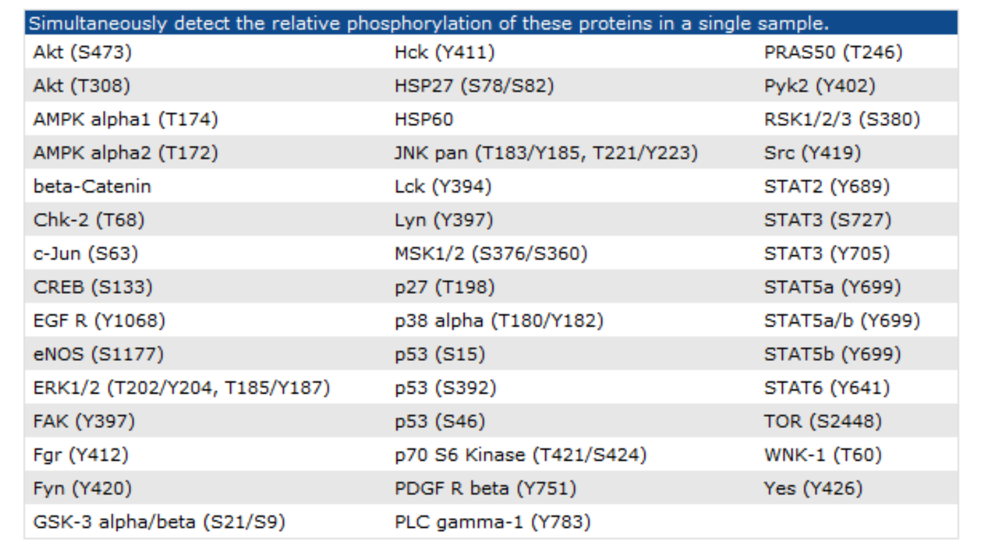 Simultaneously detect the relative phosphorylation of these proteins in a single sample.
Akt (S473) Hck (Y411) PRAS50 (T246)
Akt (T308) HSP27 (S78/S82) Pyk2 (Y402)
AMPK alpha1 (T174) HSP60 RSK1/2/3 (S380)
AMPK alpha2 (T172) JNK pan (T183/Y185, T221/Y223) Src (Y419)
beta-Catenin Lck (Y394) STAT2 (Y689)
Chk-2 (T68) Lyn (Y397) STAT3 (S727)
c-Jun (S63) MSK1/2 (S376/S360) STAT3 (Y705)
CREB (S133) p27 (T198) STAT5a (Y699)
EGF R (Y1068) p38 alpha (T180/Y182) STAT5a/b (Y699)
eNOS (S1177) p53 (S15) STAT5b (Y699)
ERK1/2 (T202/Y204, T185/Y187) p53 (S392) STAT6 (Y641)
FAK (Y397) p53 (S46) TOR (S2448)
Fgr (Y412) p70 S6 Kinase (T421/S424) WNK-1 (T60)
Fyn (Y420) PDGF R beta (Y751) Yes (Y426)
GSK-3 alpha/beta (S21/S9) PLC gamma-1 (Y783)